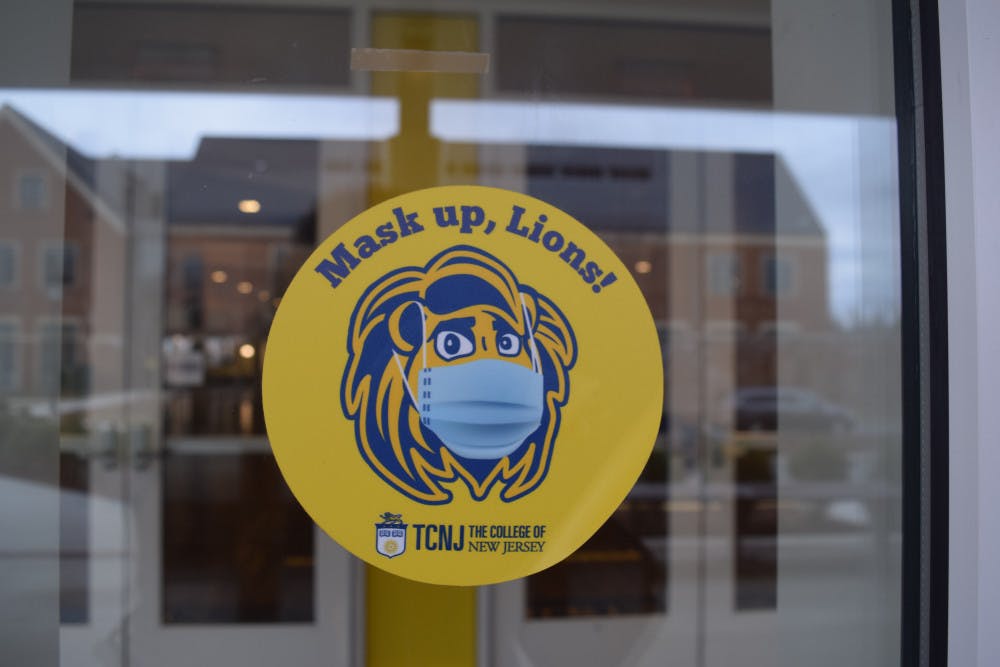 Mask up, Lions!
TCNJ THE COLLEGE OF
NEW JERSEY